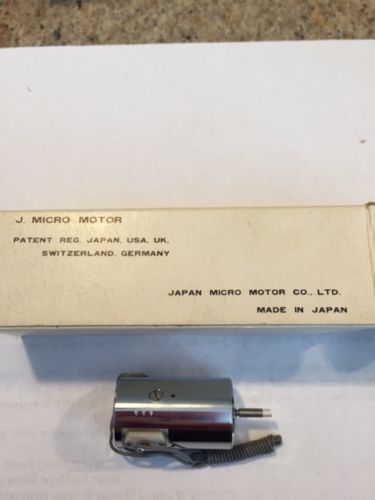 J. MICRO MOTOR
PATENT REG. JAPAN, USA, UK,
SWITZERLAND, GERMANY
JAPAN MICRO MOTOR CO., LTD.
MADE IN JAPAN